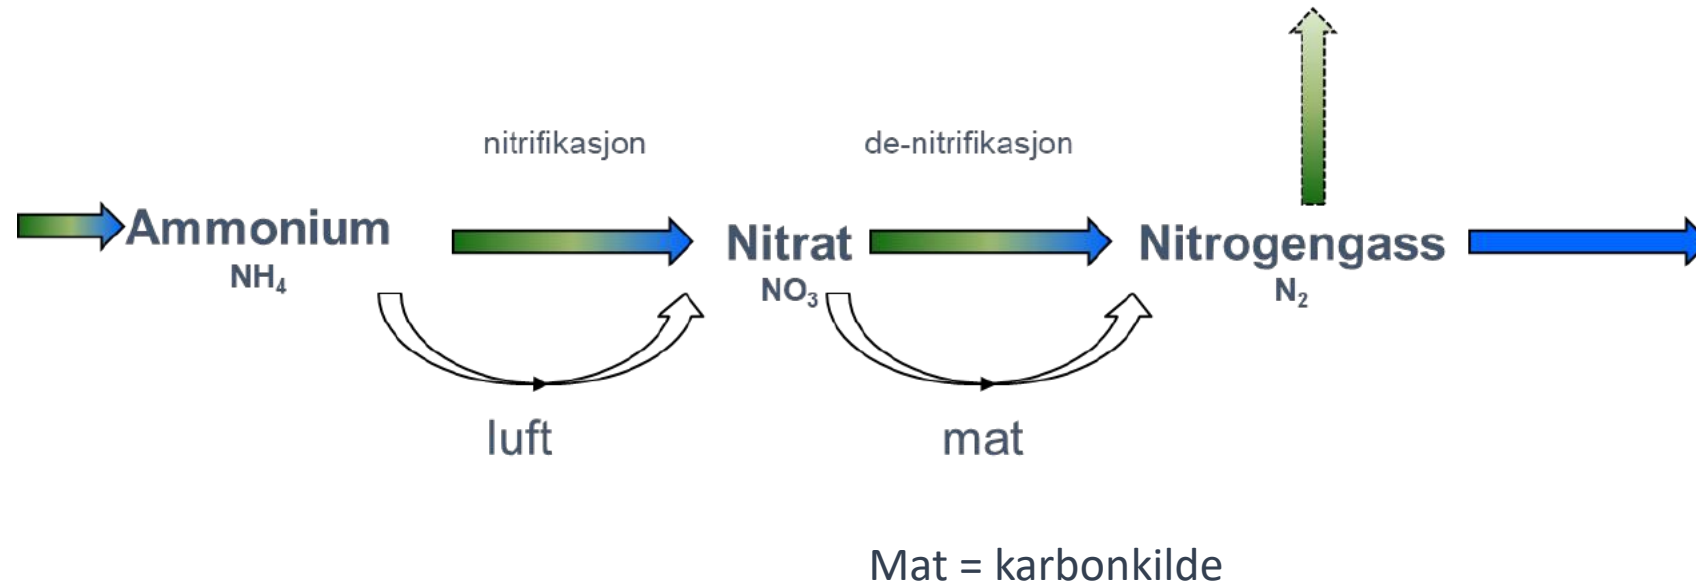 nitrifikasjon
de-nitrifikasjon
Ammonium
NH₄
Nitrat
NO₃
Nitrogengass
N₂
luft
mat
Mat = karbonkilde